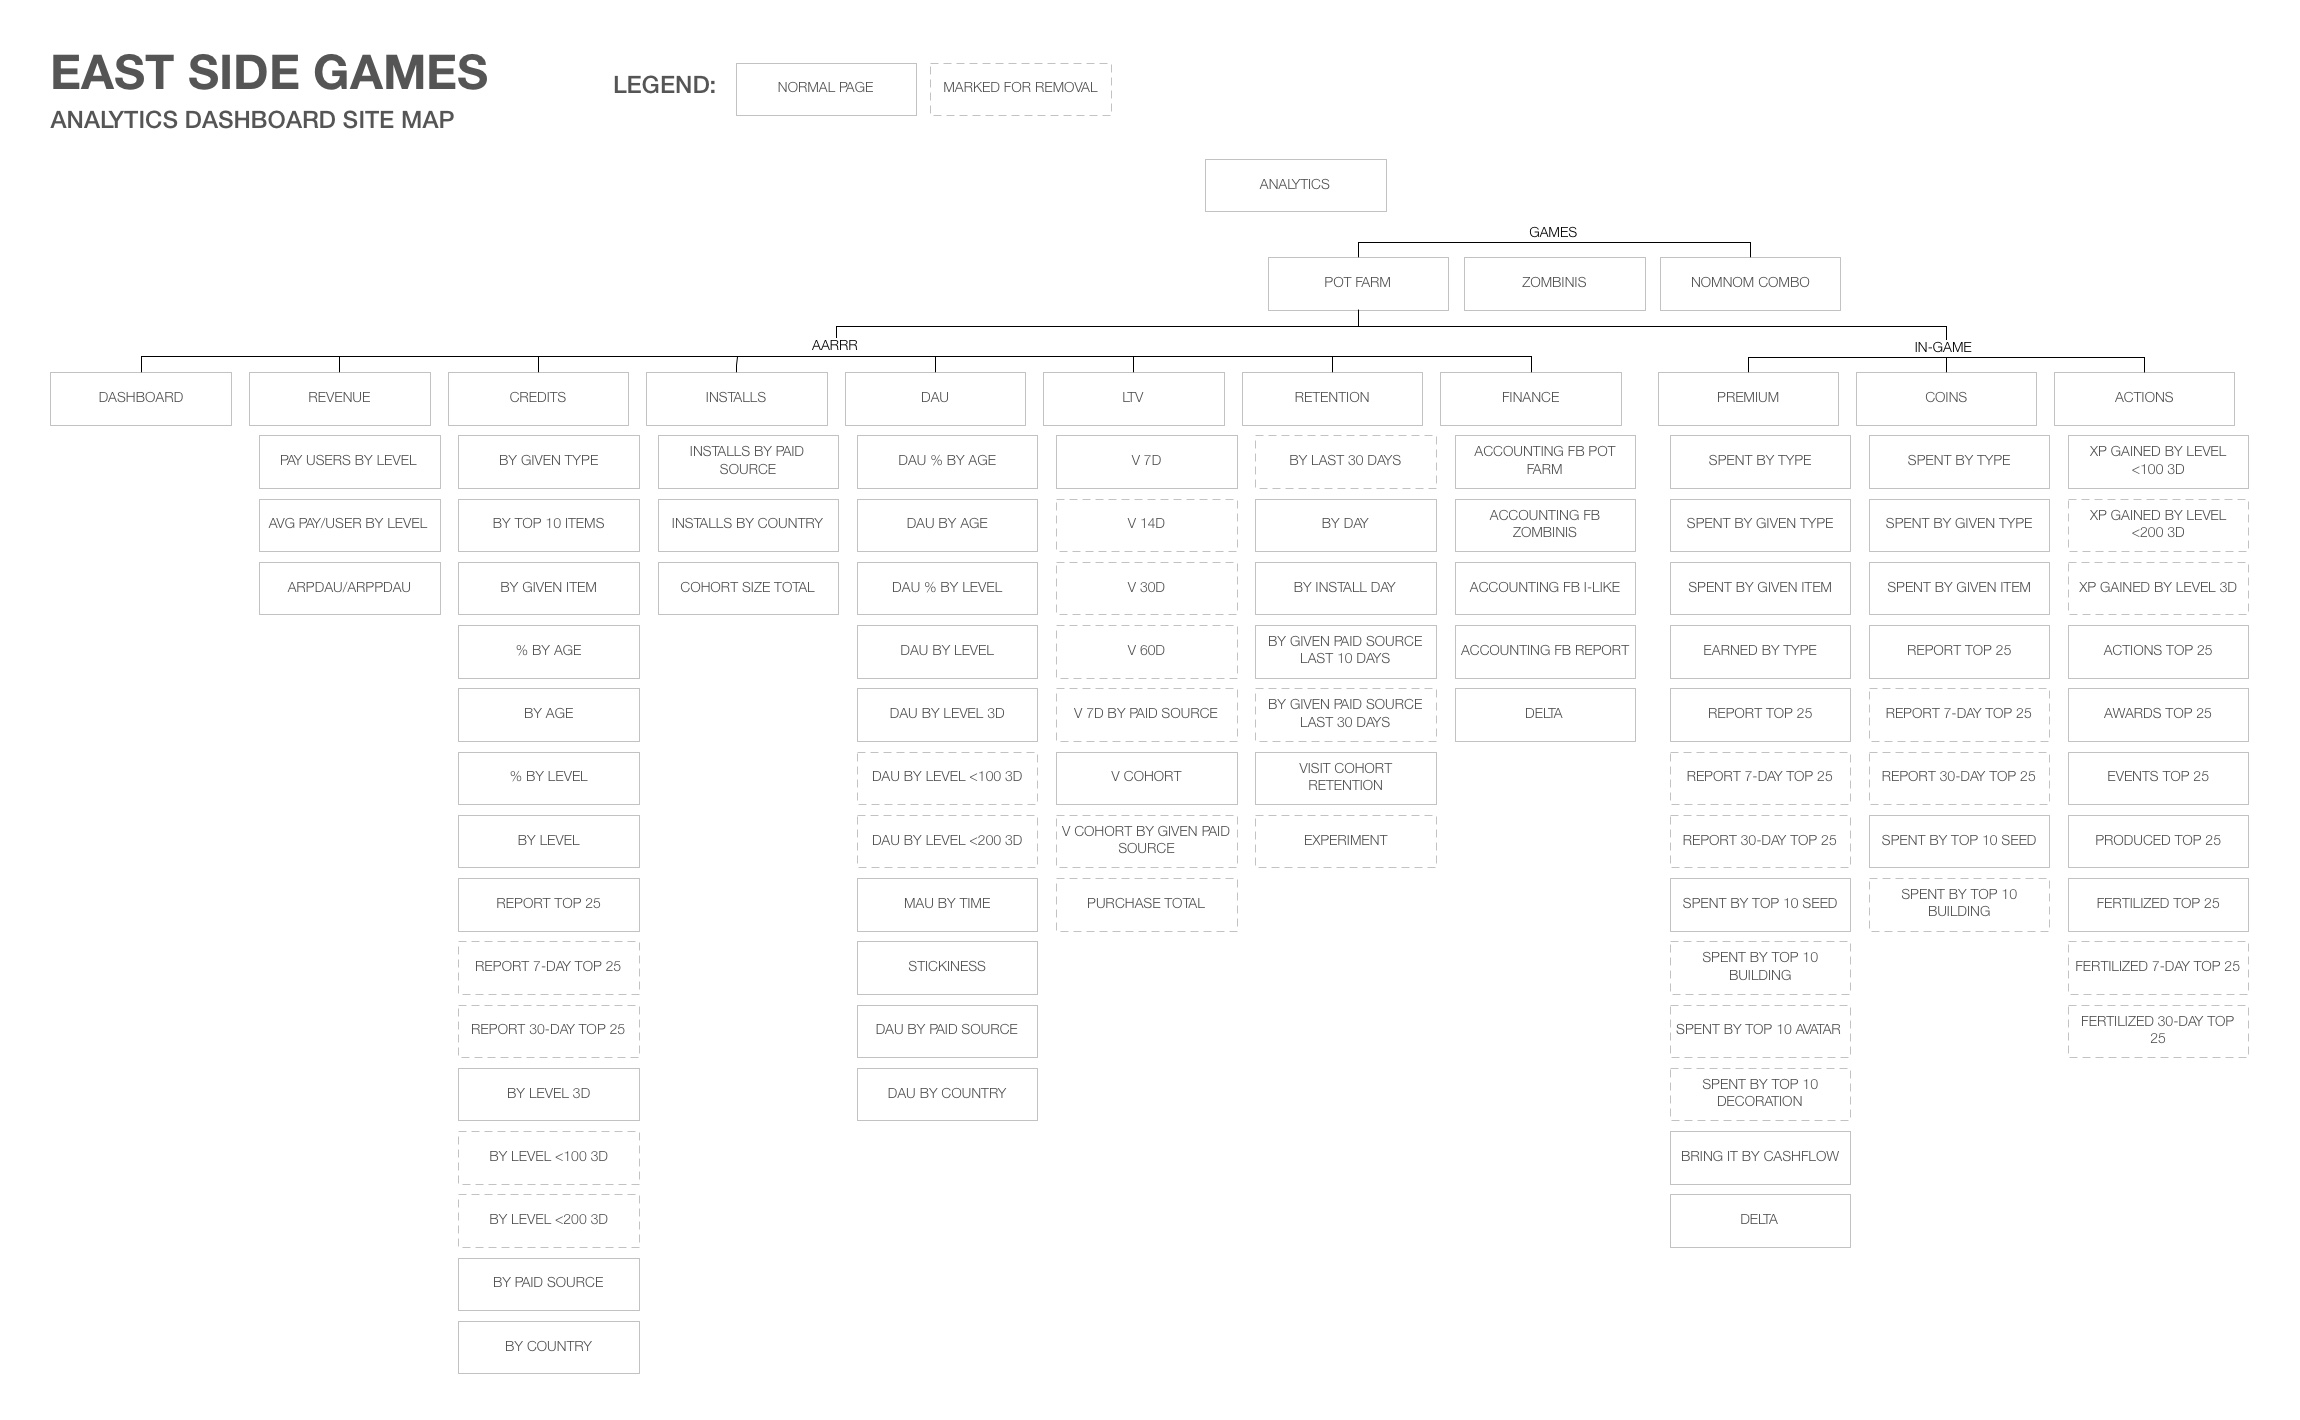 EAST SIDE GAMES
ANALYTICS DASHBOARD SITE MAP
LEGEND:
NORMAL PAGE
MARKED FOR REMOVAL
ANALYTICS
GAMES
POT FARM
ZOMBINIS
NOMNOM COMBO
AARRR
IN-GAME
DASHBOARD
REVENUE
PAY USERS BY LEVEL
AVG PAY/USER BY LEVEL
ARPDAU/ARPPDAU
CREDITS
BY GIVEN TYPE
BY TOP 10 ITEMS
BY GIVEN ITEM
% BY AGE
BY AGE
% BY LEVEL
BY LEVEL
REPORT TOP 25
REPORT 7-DAY TOP 25
REPORT 30-DAY TOP 25
BY LEVEL 3D
BY LEVEL <100 3D
BY LEVEL <200 3D
BY PAID SOURCE
BY COUNTRY
INSTALLS
INSTALLS BY PAID
SOURCE
INSTALLS BY COUNTRY
COHORT SIZE TOTAL
DAU
DAU % BY AGE
DAU BY AGE
DAU % BY LEVEL
DAU BY LEVEL
DAU BY LEVEL 3D
DAU BY LEVEL <100 3D
DAU BY LEVEL <200 3D
MAU BY TIME
STICKINESS
DAU BY PAID SOURCE
DAU BY COUNTRY
LTV
V 7D
V 14D
V 30D
V 60D
V 7D BY PAID SOURCE
V COHORT
V COHORT BY GIVEN PAID
SOURCE
PURCHASE TOTAL
RETENTION
BY LAST 30 DAYS
BY DAY
BY INSTALL DAY
BY GIVEN PAID SOURCE
LAST 10 DAYS
BY GIVEN PAID SOURCE
LAST 30 DAYS
VISIT COHORT
RETENTION
EXPERIMENT
FINANCE
ACCOUNTING FB POT
FARM
ACCOUNTING FB
ZOMBINIS
ACCOUNTING FB I-LIKE
ACCOUNTING FB REPORT
DELTA
PREMIUM
SPENT BY TYPE
SPENT BY GIVEN TYPE
SPENT BY GIVEN ITEM
EARNED BY TYPE
REPORT TOP 25
REPORT 7-DAY TOP 25
REPORT 30-DAY TOP 25
SPENT BY TOP 10 SEED
SPENT BY TOP 10
BUILDING
SPENT BY TOP 10 AVATAR
SPENT BY TOP 10
DECORATION
BRING IT BY CASHFLOW
DELTA
COINS
SPENT BY TYPE
SPENT BY GIVEN TYPE
SPENT BY GIVEN ITEM
REPORT TOP 25
REPORT 7-DAY TOP 25
REPORT 30-DAY TOP 25
SPENT BY TOP 10 SEED
SPENT BY TOP 10
BUILDING
ACTIONS
XP GAINED BY LEVEL
<100 3D
XP GAINED BY LEVEL
<200 3D
XP GAINED BY LEVEL 3D
ACTIONS TOP 25
AWARDS TOP 25
EVENTS TOP 25
PRODUCED TOP 25
FERTILIZED TOP 25
FERTILIZED 7-DAY TOP 25
FERTILIZED 30-DAY TOP
25